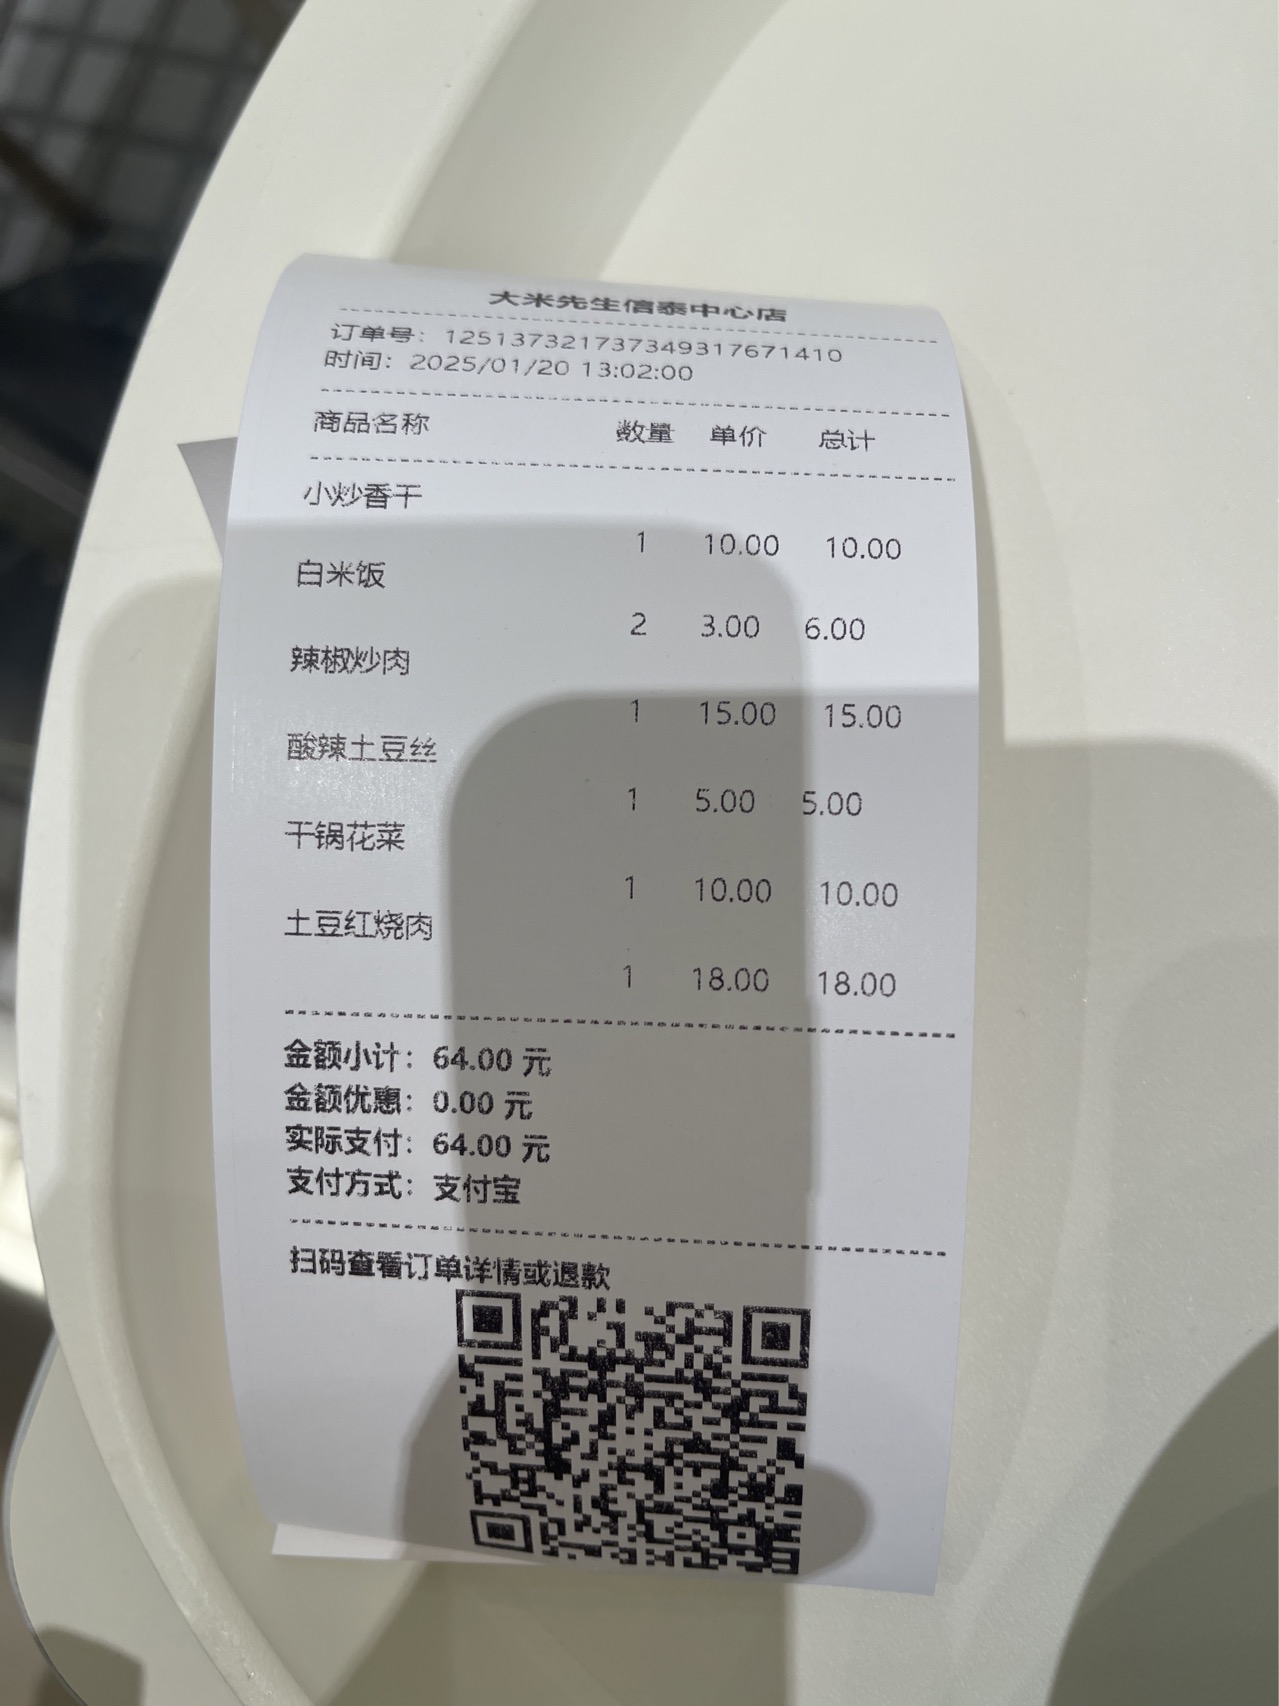 大米先生信泰中心店
订单号：125137321737349317671410
时间：2025/01/20 13:02:00
商品名称 数量 单价 总计
小炒香干
1 10.00 10.00
白米饭
2 3.00 6.00
辣椒炒肉
1 15.00 15.00
酸辣土豆丝
1 5.00 5.00
干锅花菜
1 10.00 10.00
土豆红烧肉
1 18.00 18.00
金额小计：64.00 元
金额优惠：0.00 元
实际支付：64.00 元
支付方式：支付宝
扫码查看订单详情或退款